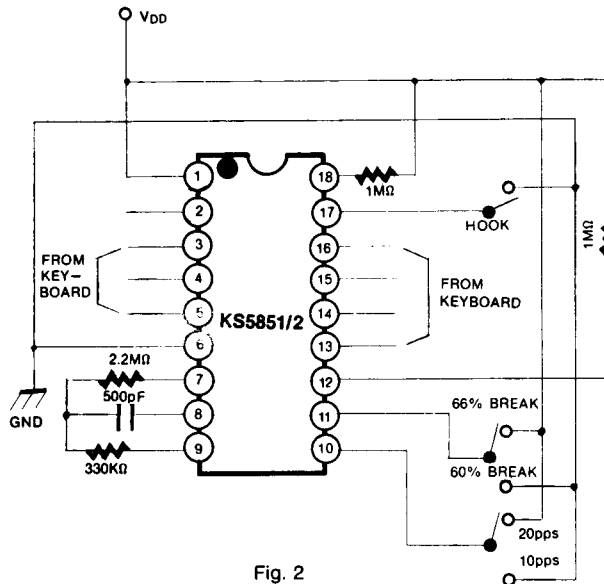 VDD
1
18
1MΩ
2
17
HOOK
1MΩ
3
16
FROM
KEY-
BOARD
4
15
FROM
KEYBOARD
5
14
KS5851/2
6
13
2.2MΩ
7
12
500pF
8
11
66% BREAK
GND
330KΩ
9
10
60% BREAK
20pps
10pps
Fig. 2